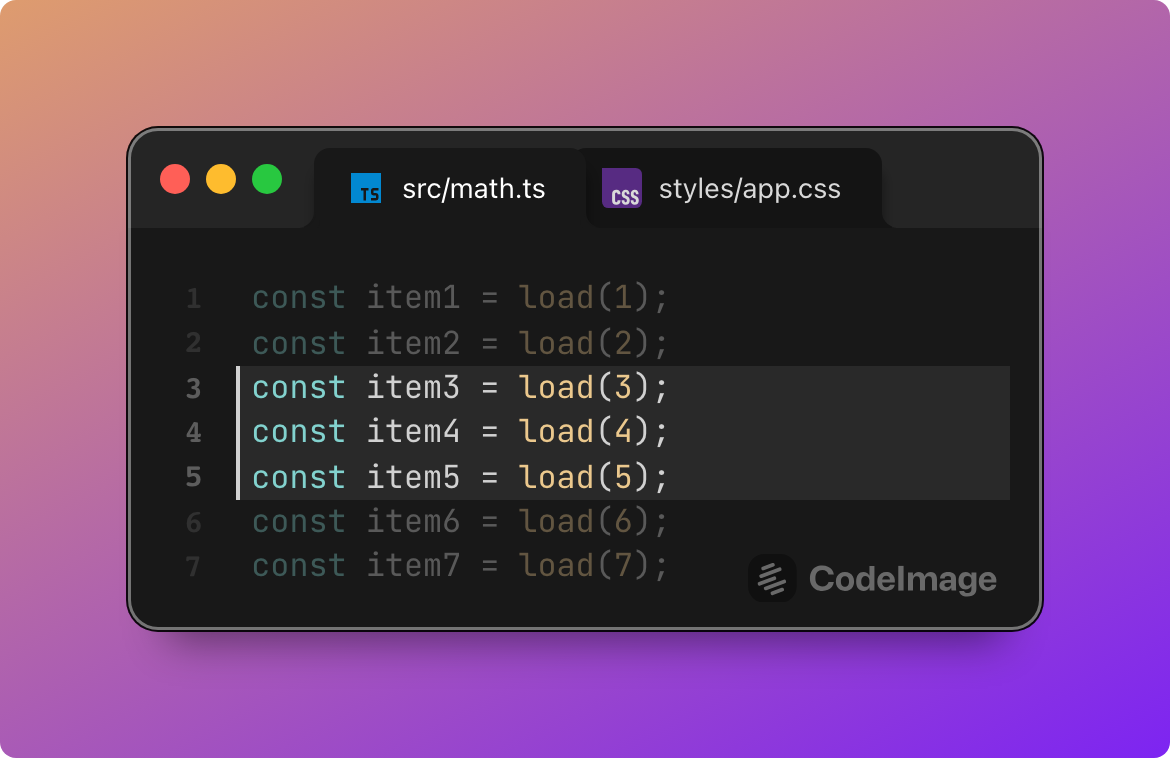 TS src/math.ts CSS styles/app.css
1 const item1 = load(1);
2 const item2 = load(2);
3 const item3 = load(3);
4 const item4 = load(4);
5 const item5 = load(5);
6 const item6 = load(6);
7 const item7 = load(7);
CodeImage